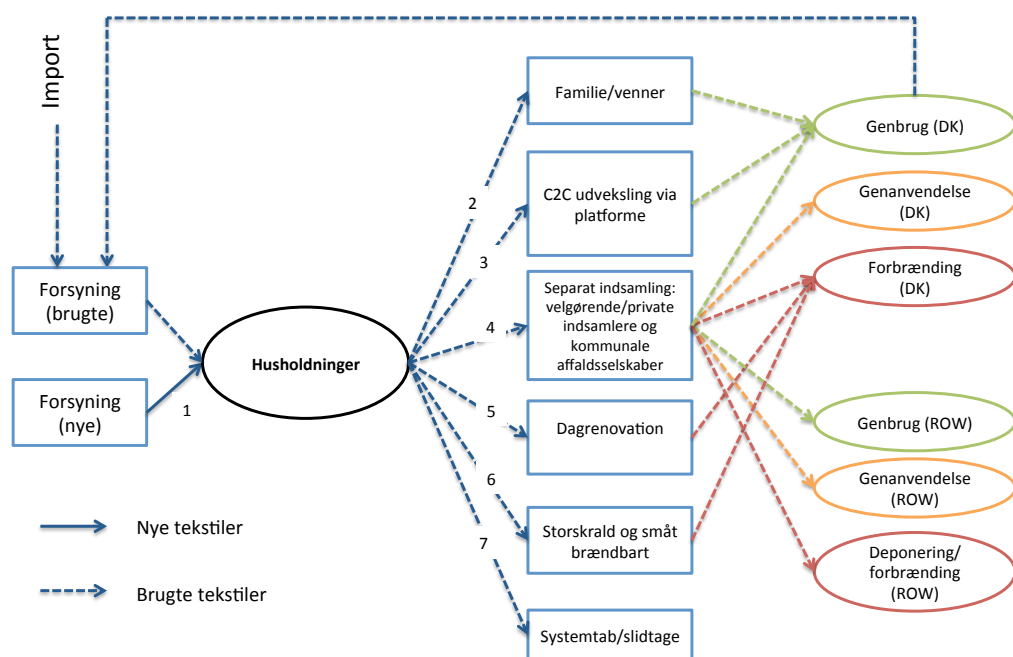 Import
Forsyning
(brugte)
Forsyning
(nye)
1
Husholdninger
2
3
4
5
6
7
Familie/venner
C2C udveksling via
platforme
Separat indsamling:
velgørende/private
indsamlere og
kommunale
affaldsselskaber
Dagrenovation
Storskrald og småt
brændbart
Systemtab/slidtage
Genbrug (DK)
Genanvendelse
(DK)
Forbrænding
(DK)
Genbrug (ROW)
Genanvendelse
(ROW)
Deponering/
forbrænding
(ROW)
Nye tekstiler
Brugte tekstiler